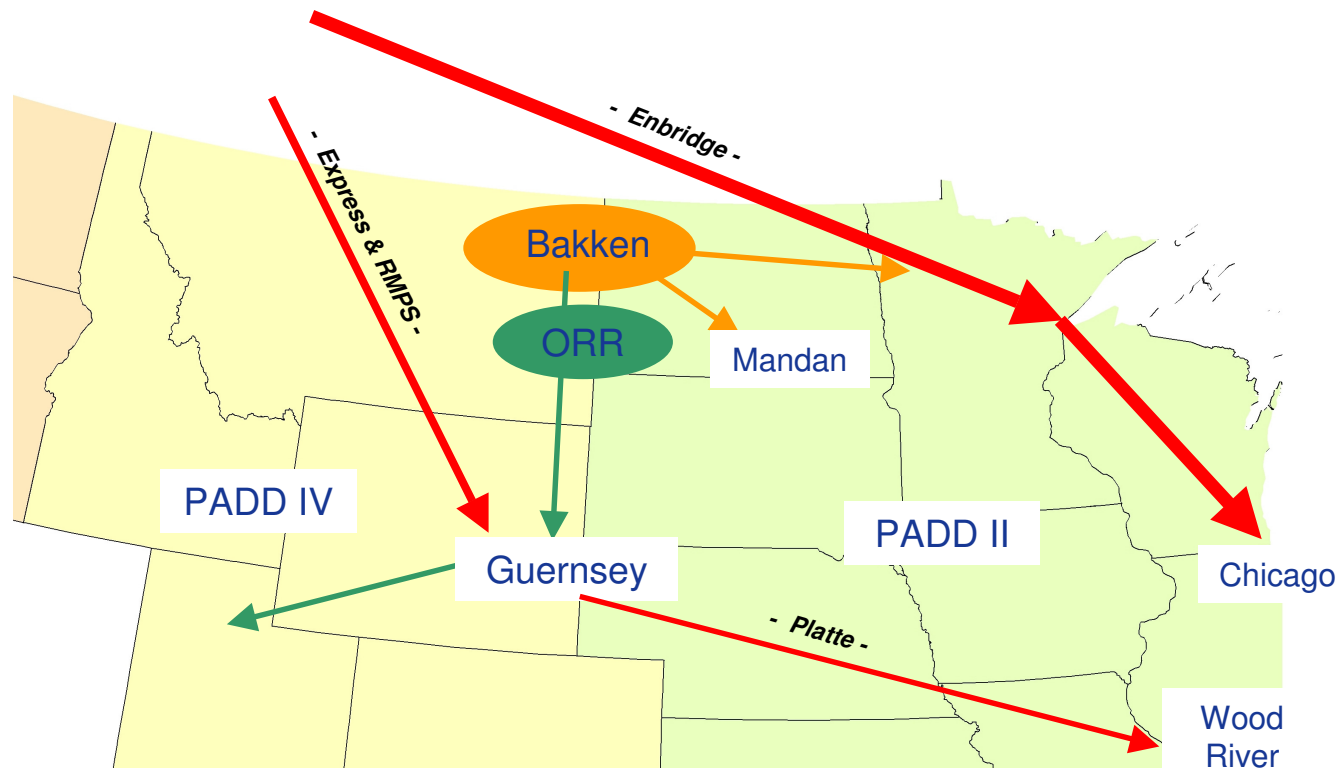 - Enbridge -
- Express & RMPS -
Bakken
ORR
Mandan
PADD IV
PADD II
Guernsey
Chicago
- Platte -
Wood
River